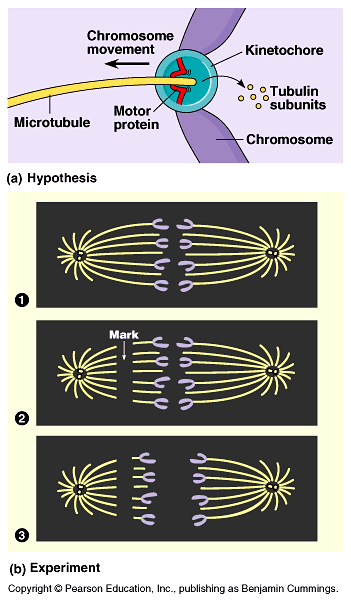 Chromosome
movement
Kinetochore
Tubulin
subunits
Motor
protein
Microtubule
Chromosome
(a) Hypothesis
1
Mark
2
3
(b) Experiment
Copyright © Pearson Education, Inc., publishing as Benjamin Cummings.